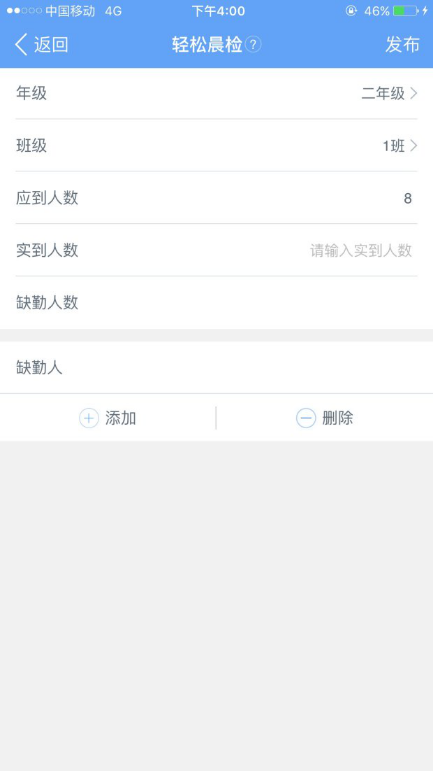 中国移动 4G 下午4:00 46%
返回 轻松晨检? 发布
年级 二年级
班级 1班
应到人数 8
实到人数 请输入实到人数
缺勤人数
缺勤人
添加 删除